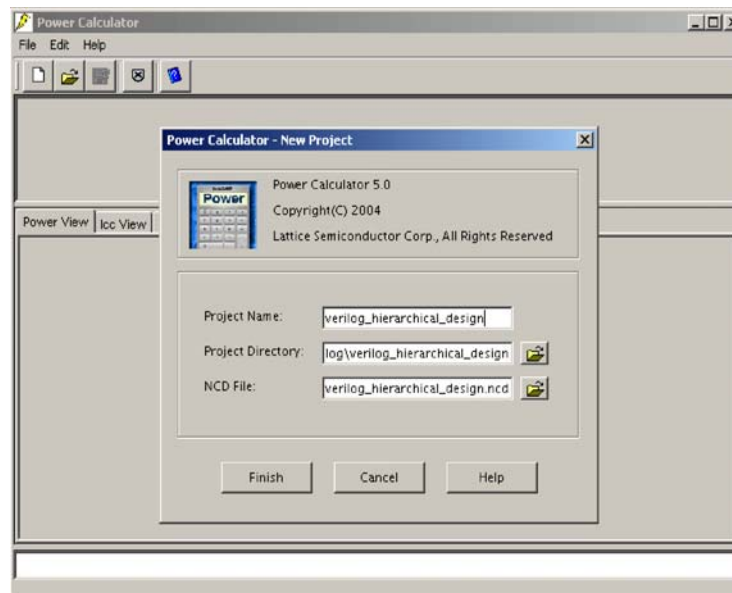 Power Calculator
File Edit Help
Power Calculator - New Project
Power
Power Calculator 5.0
Copyright(C) 2004
Lattice Semiconductor Corp., All Rights Reserved
Power View
Icc View
Project Name:
verilog_hierarchical_design
Project Directory:
log\verilog_hierarchical_design
NCD File:
verilog_hierarchical_design.ncd
Finish
Cancel
Help